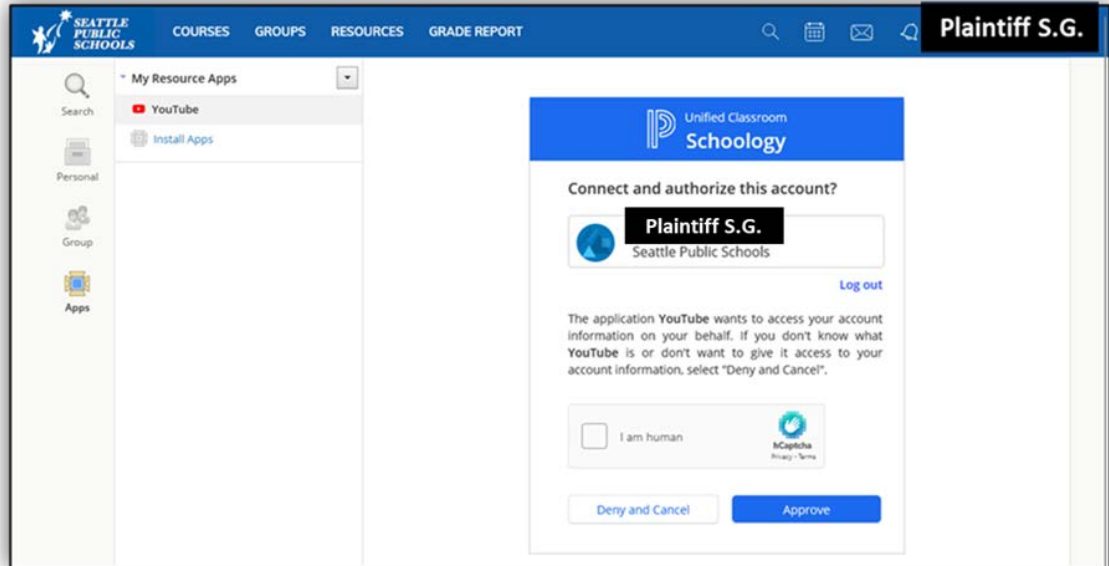 SEATTLE
PUBLIC
SCHOOLS
COURSES GROUPS RESOURCES GRADE REPORT
Plaintiff S.G.
Search
Personal
Group
Apps
My Resource Apps
YouTube
Install Apps
Unified Classroom
Schoology
Connect and authorize this account?
Plaintiff S.G.
Seattle Public Schools
Log out
The application YouTube wants to access your account
information on your behalf. If you don't know what
YouTube is or don't want to give it access to your
account information, select "Deny and Cancel".
I am human
hCaptcha
Privacy - Terms
Deny and Cancel
Approve